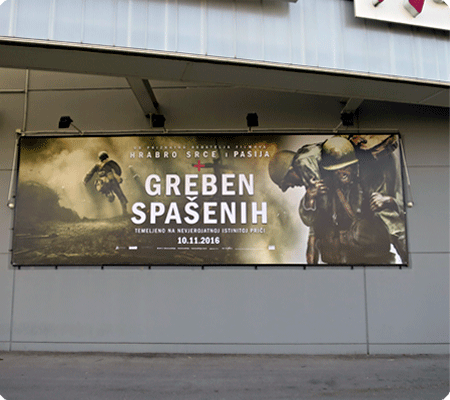 HRABRO SRCE I PASIJA
GREBEN
SPAŠENIH
TEMELJENO NA NEVJEROJATNOJ ISTINITOJ PRIČI
10.11.2016